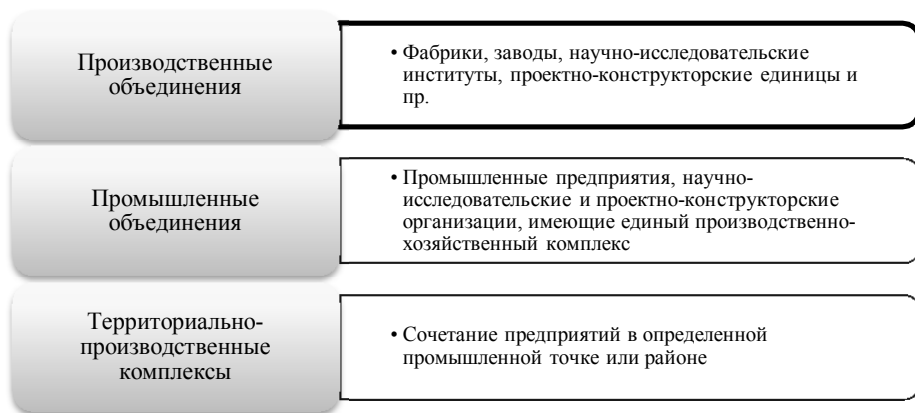 Производственные
объединения
• Фабрики, заводы, научно-исследовательские
институты, проектно-конструкторские единицы и
пр.
Промышленные
объединения
• Промышленные предприятия, научно-
исследовательские и проектно-конструкторские
организации, имеющие единый производственно-
хозяйственный комплекс
Территориально-
производственные
комплексы
• Сочетание предприятий в определенной
промышленной точке или районе